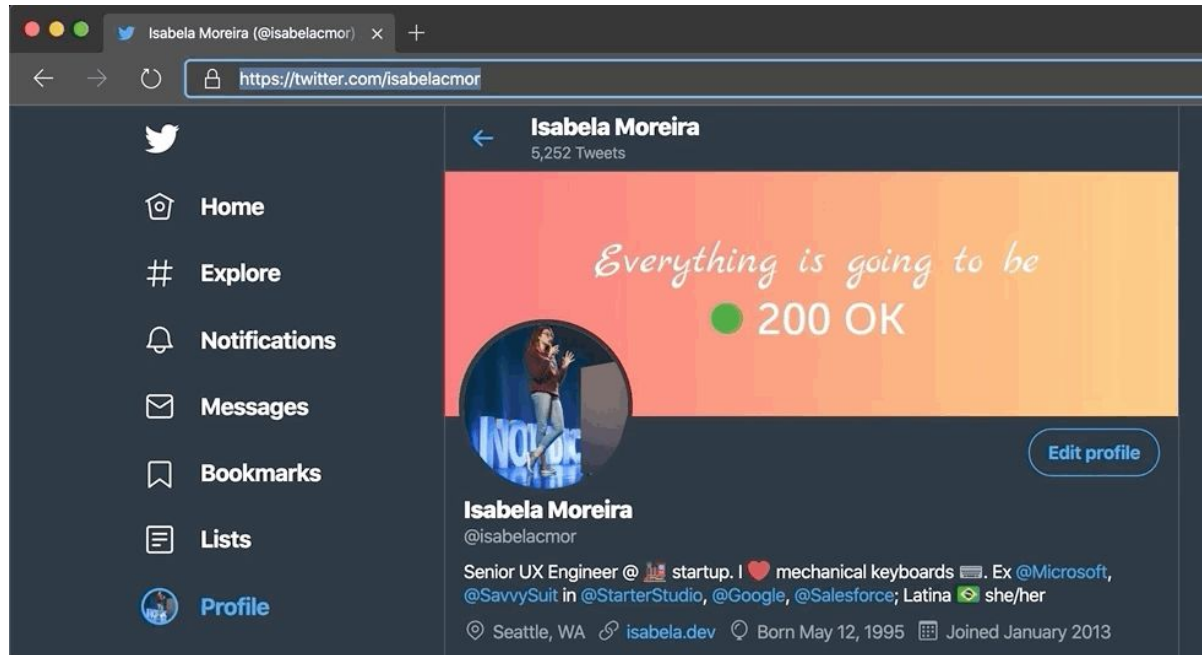 Isabela Moreira (@isabelacmor)
https://twitter.com/isabelacmor
Isabela Moreira
5,252 Tweets
Home
Explore
Notifications
Messages
Bookmarks
Lists
Profile
Everything is going to be
200 OK
NORDIC
Edit profile
Isabela Moreira
@isabelacmor
Senior UX Engineer @ 🏭 startup. I ❤️ mechanical keyboards ⌨️. Ex @Microsoft,
@SavvySuit in @StarterStudio, @Google, @Salesforce; Latina 🇧🇷 she/her
Seattle, WA isabela.dev Born May 12, 1995 Joined January 2013